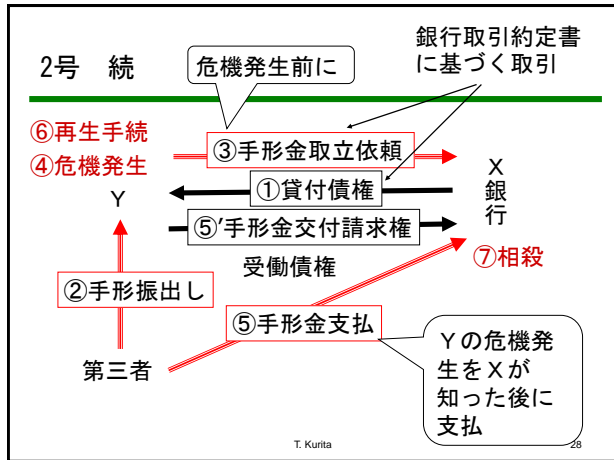 2号　続
危機発生前に
銀行取引約定書
に基づく取引
⑥再生手続
④危機発生
③手形金取立依頼
Y
①貸付債権
X銀行
⑤′手形金交付請求権
受働債権
⑦相殺
②手形振出し
⑤手形金支払
第三者
Ｙの危機発
生をＸが
知った後に
支払
T. Kurita
28